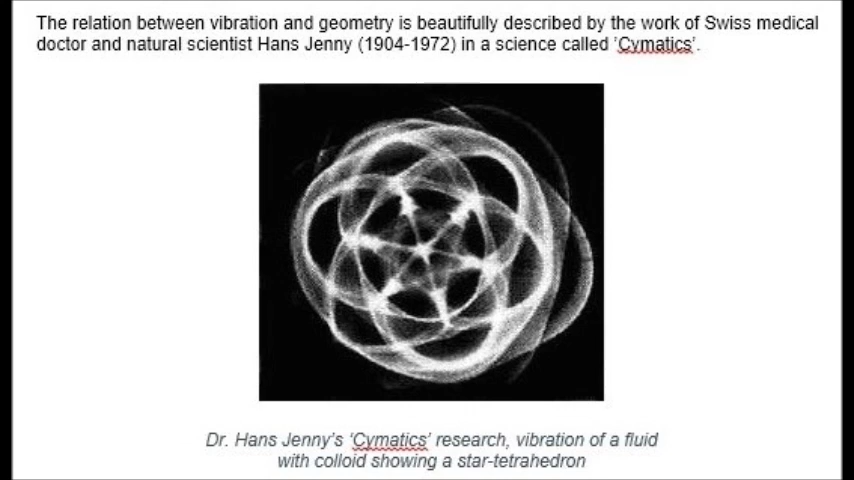 The relation between vibration and geometry is beautifully described by the work of Swiss medical
doctor and natural scientist Hans Jenny (1904-1972) in a science called 'Cymatics'.
Dr. Hans Jenny's 'Cymatics' research, vibration of a fluid
with colloid showing a star-tetrahedron